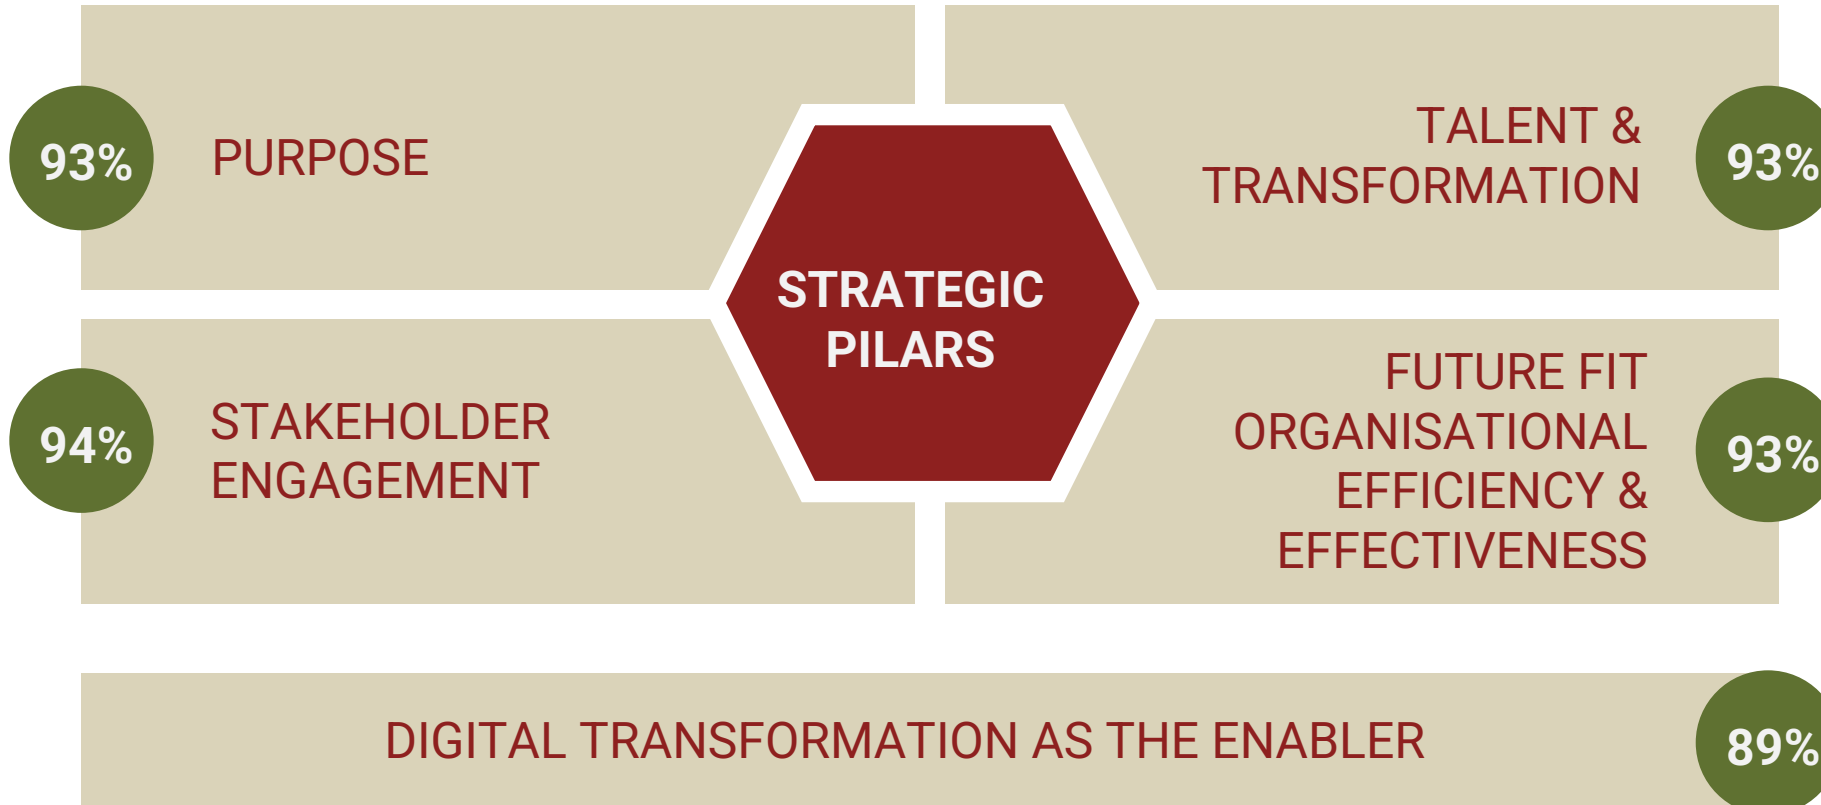 93%
PURPOSE
TALENT &
TRANSFORMATION
93%
STRATEGIC
PILARS
94%
STAKEHOLDER
ENGAGEMENT
FUTURE FIT
ORGANISATIONAL
EFFICIENCY &
EFFECTIVENESS
93%
DIGITAL TRANSFORMATION AS THE ENABLER
89%